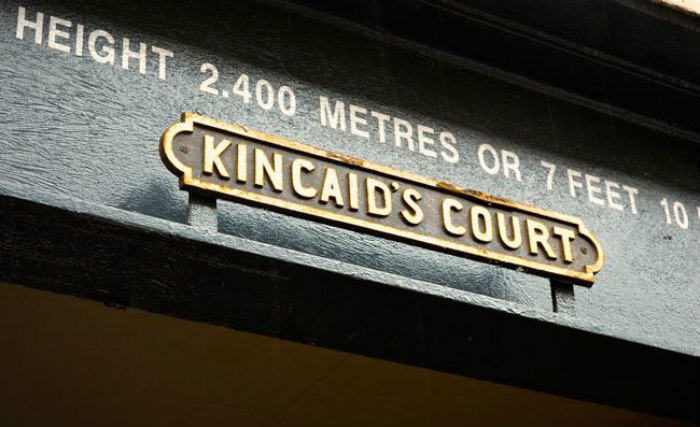 HEIGHT 2.400 METRES OR 7 FEET 10
KINCAID'S COURT